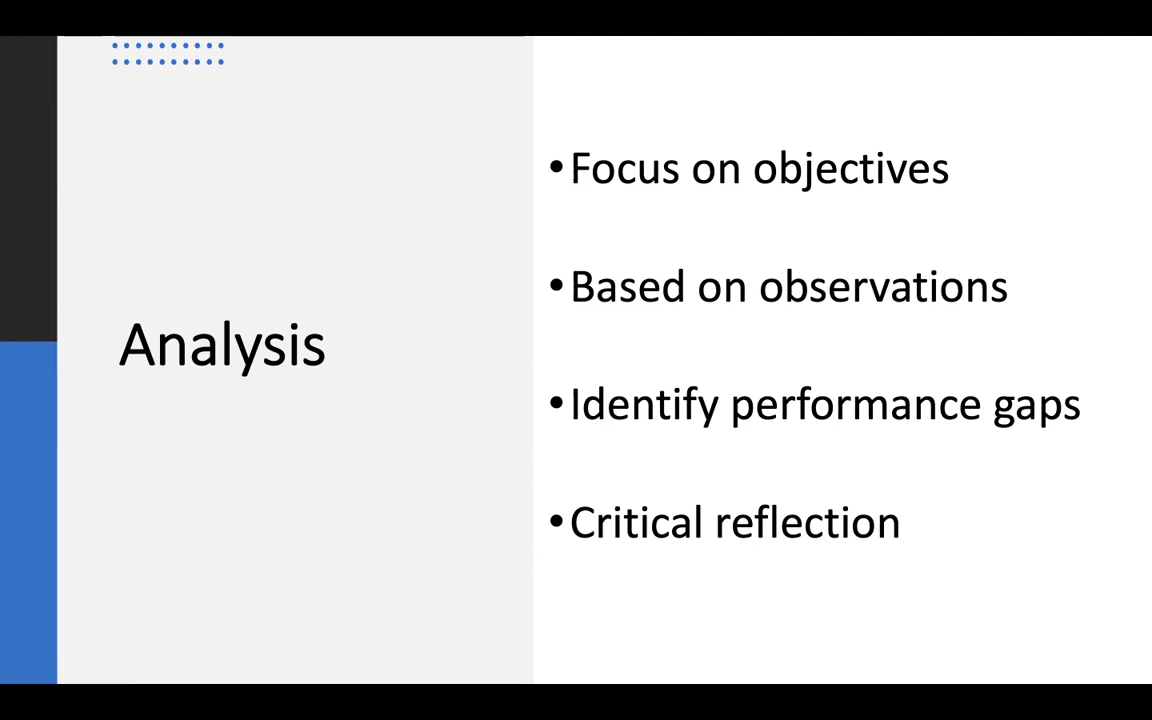 Analysis
•Focus on objectives
•Based on observations
•Identify performance gaps
•Critical reflection